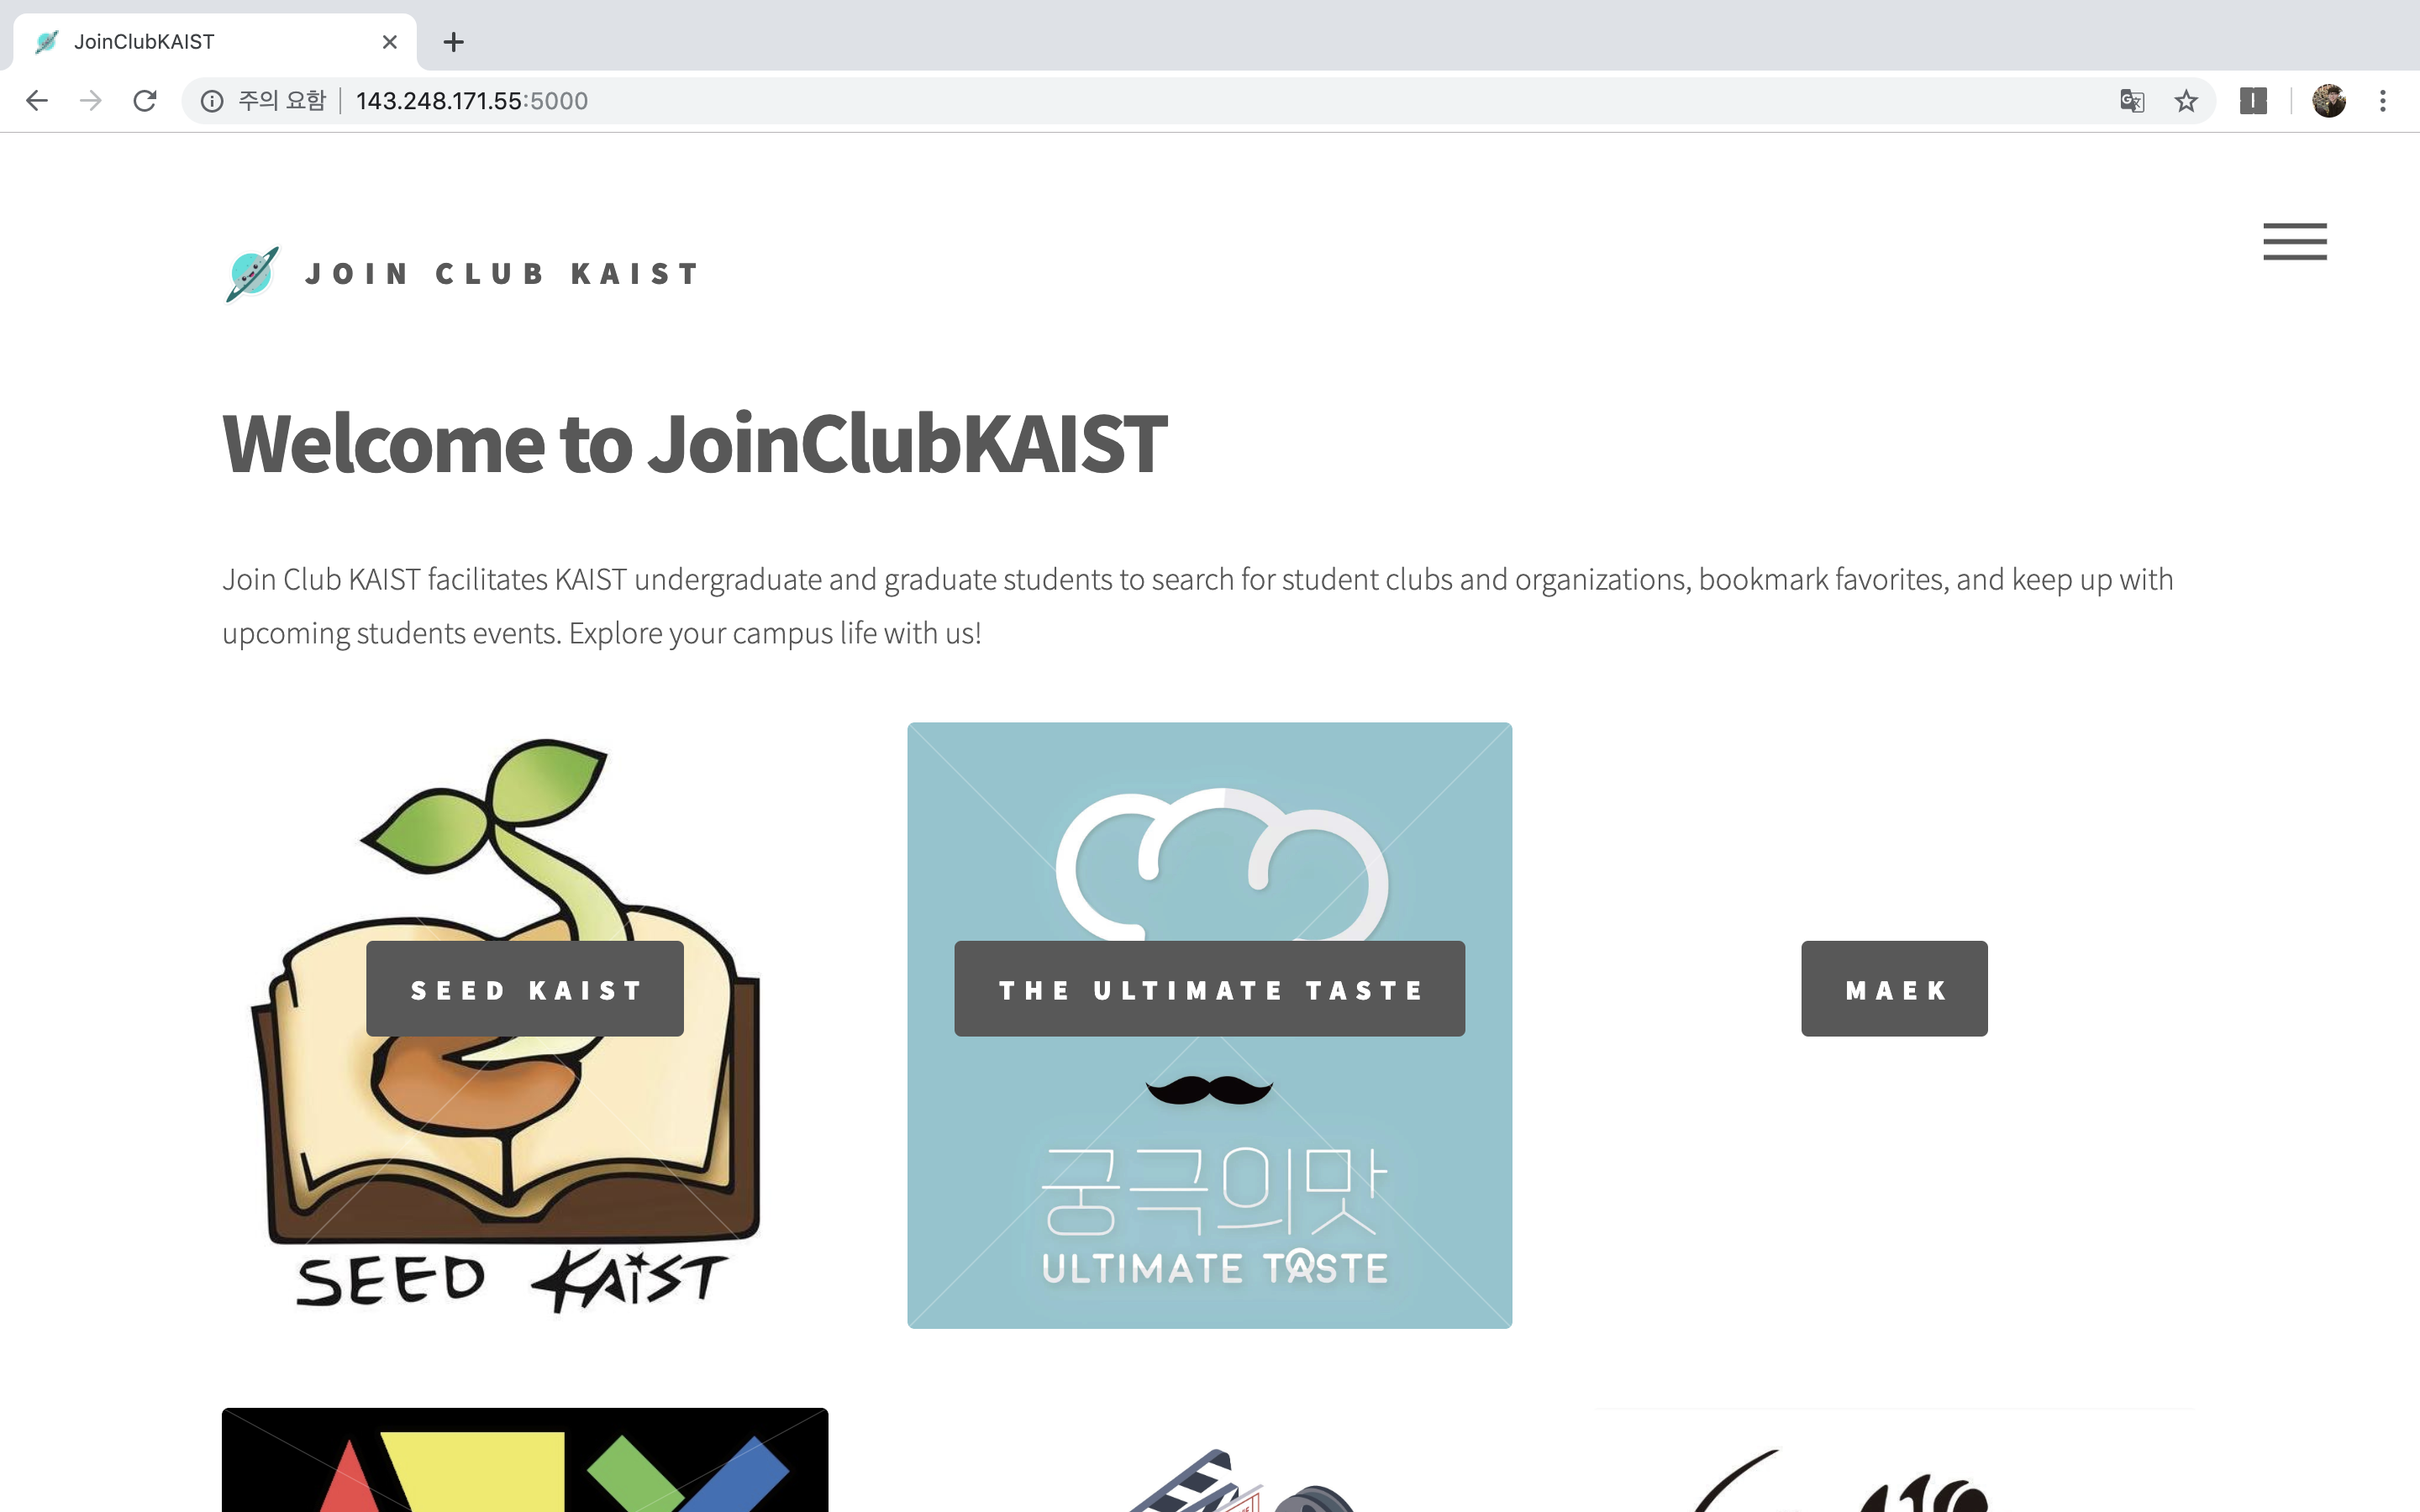 JoinClubKAIST
주의 요함
143.248.171.55:5000
JOIN CLUB KAIST
Welcome to JoinClubKAIST
Join Club KAIST facilitates KAIST undergraduate and graduate students to search for student clubs and organizations, bookmark favorites, and keep up with
upcoming students events. Explore your campus life with us!
SEED KAIST
SEED KAIST
THE ULTIMATE TASTE
궁극의맛
ULTIMATE TASTE
MAEK